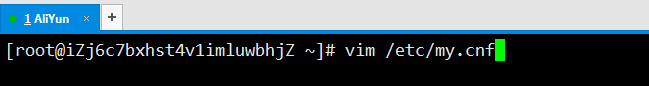 1 AliYun × +
[root@iZj6c7bxhst4v1imluwbhjZ ~]# vim /etc/my.cnf